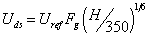 U_ds = U_ref F_g (H/350)^1/6